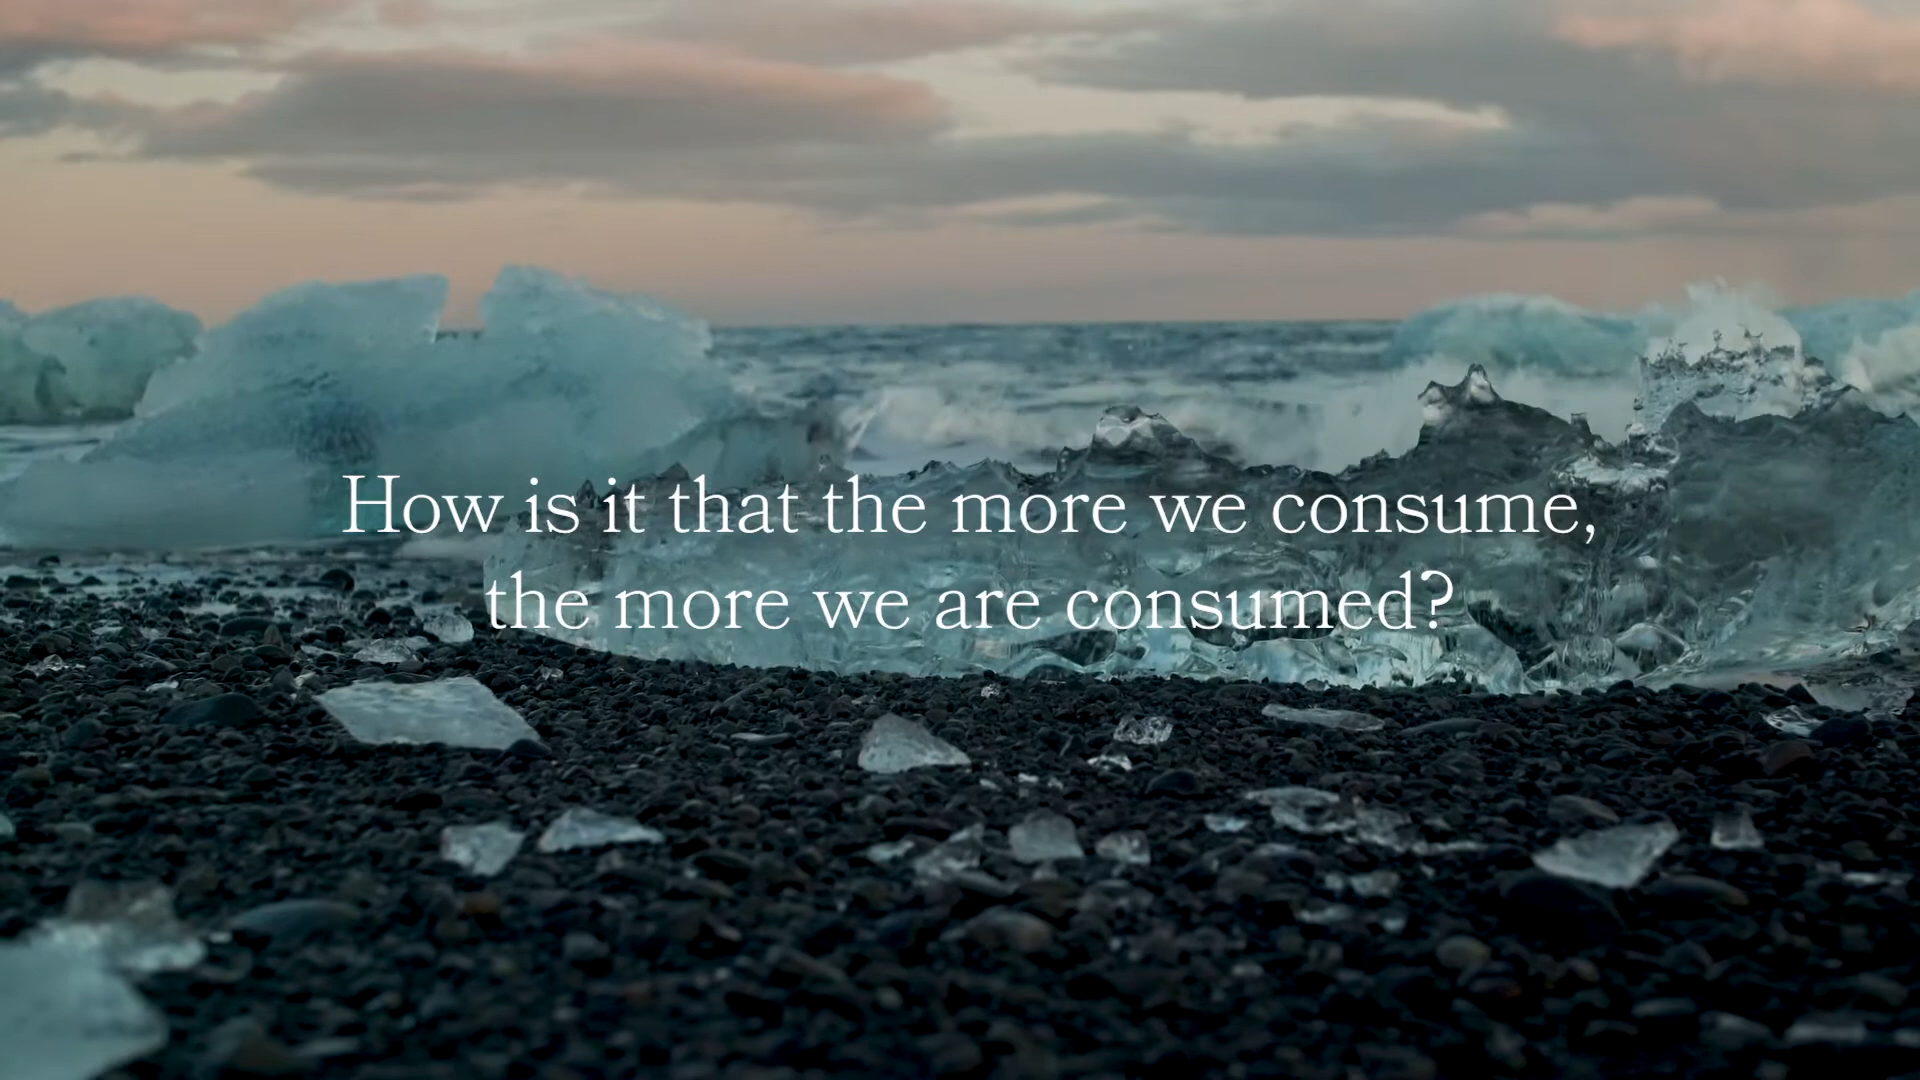 How is it that the more we consume,
the more we are consumed?